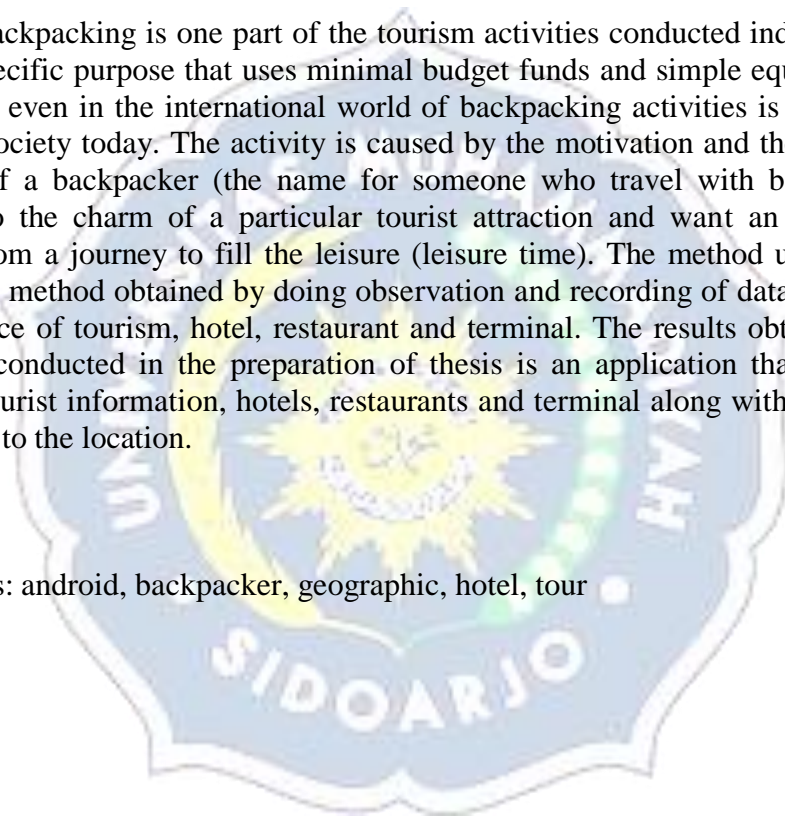 ackpacking is one part of the tourism activities conducted ind
ecific purpose that uses minimal budget funds and simple equ
even in the international world of backpacking activities is
ociety today. The activity is caused by the motivation and th
f a backpacker (the name for someone who travel with b
o the charm of a particular tourist attraction and want an
om a journey to fill the leisure (leisure time). The method u
method obtained by doing observation and recording of data
ce of tourism, hotel, restaurant and terminal. The results obt
conducted in the preparation of thesis is an application tha
urist information, hotels, restaurants and terminal along with
to the location.
s: android, backpacker, geographic, hotel, tour
SIDOARJO